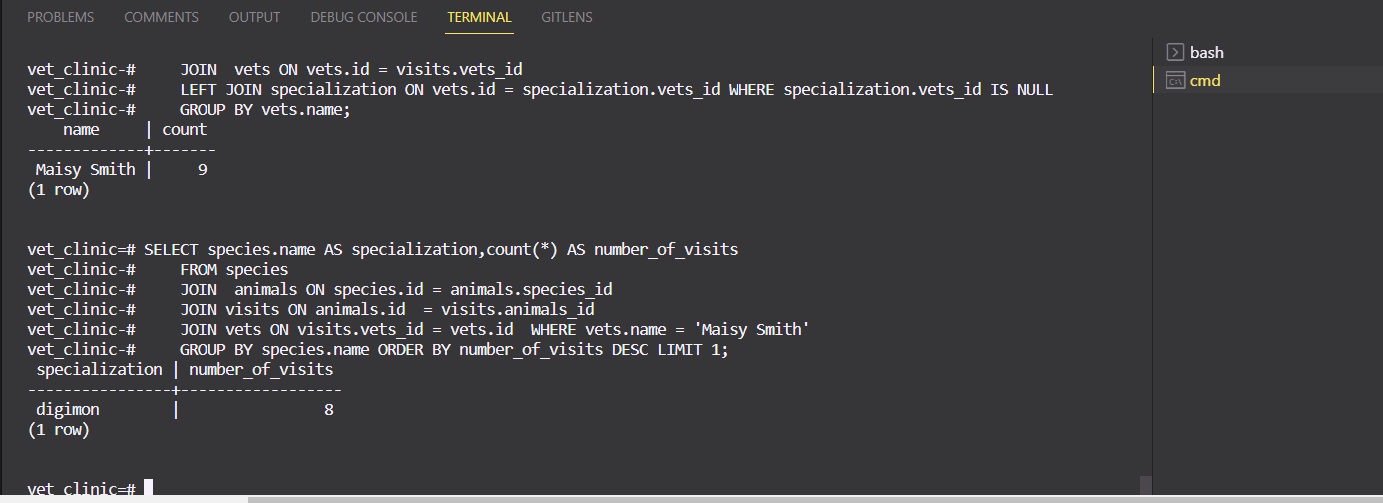 PROBLEMS COMMENTS OUTPUT DEBUG CONSOLE TERMINAL GITLENS
bash
cmd
vet_clinic-#     JOIN  vets ON vets.id = visits.vets_id
vet_clinic-#     LEFT JOIN specialization ON vets.id = specialization.vets_id WHERE specialization.vets_id IS NULL
vet_clinic-#     GROUP BY vets.name;
    name     | count
-------------+-------
 Maisy Smith |     9
(1 row)
vet_clinic=# SELECT species.name AS specialization,count(*) AS number_of_visits
vet_clinic-#     FROM species
vet_clinic-#     JOIN  animals ON species.id = animals.species_id
vet_clinic-#     JOIN visits ON animals.id  = visits.animals_id
vet_clinic-#     JOIN vets ON visits.vets_id = vets.id  WHERE vets.name = 'Maisy Smith'
vet_clinic-#     GROUP BY species.name ORDER BY number_of_visits DESC LIMIT 1;
 specialization | number_of_visits
----------------+------------------
 digimon        |                8
(1 row)
vet_clinic=#